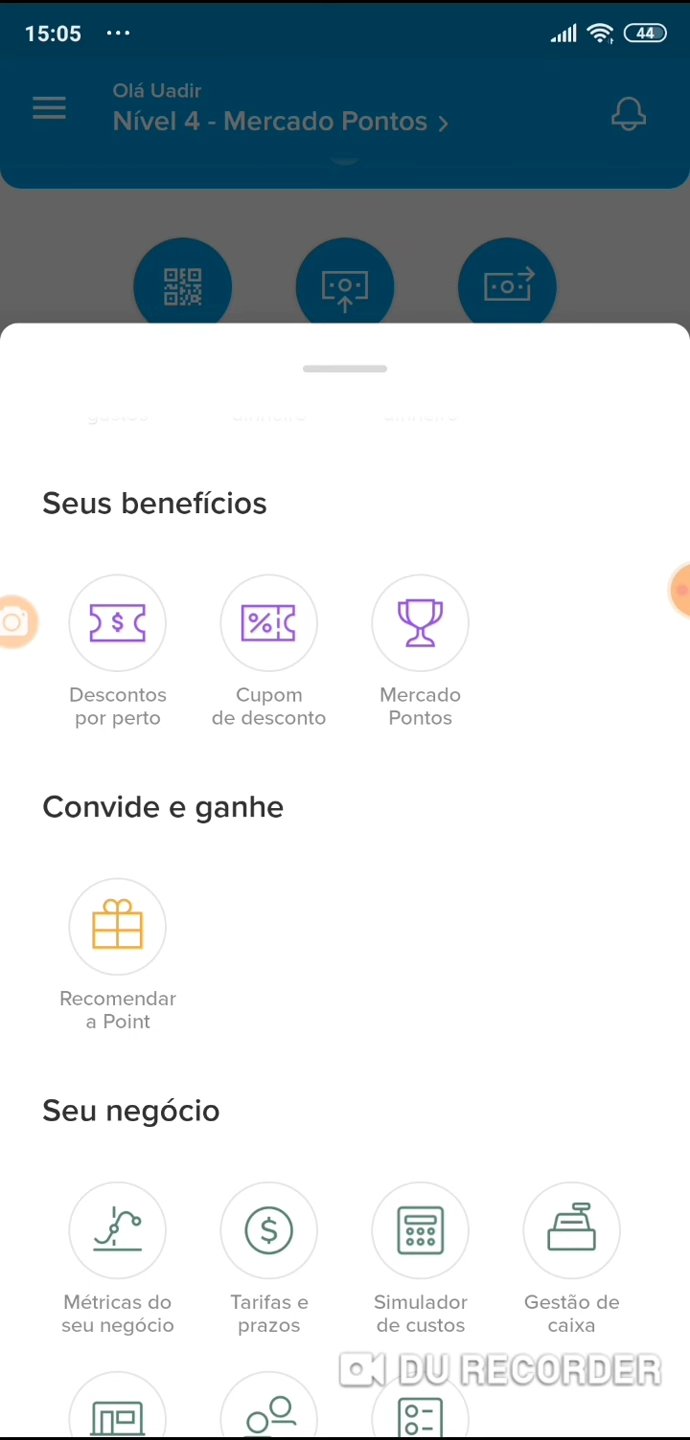 15:05 ...
44
Olá Uadir
Nível 4 - Mercado Pontos >
Seus benefícios
Descontos
por perto
Cupom
de desconto
Mercado
Pontos
Convide e ganhe
Recomendar
a Point
Seu negócio
Métricas do
seu negócio
Tarifas e
prazos
Simulador
de custos
Gestão de
caixa
DU RECORDER